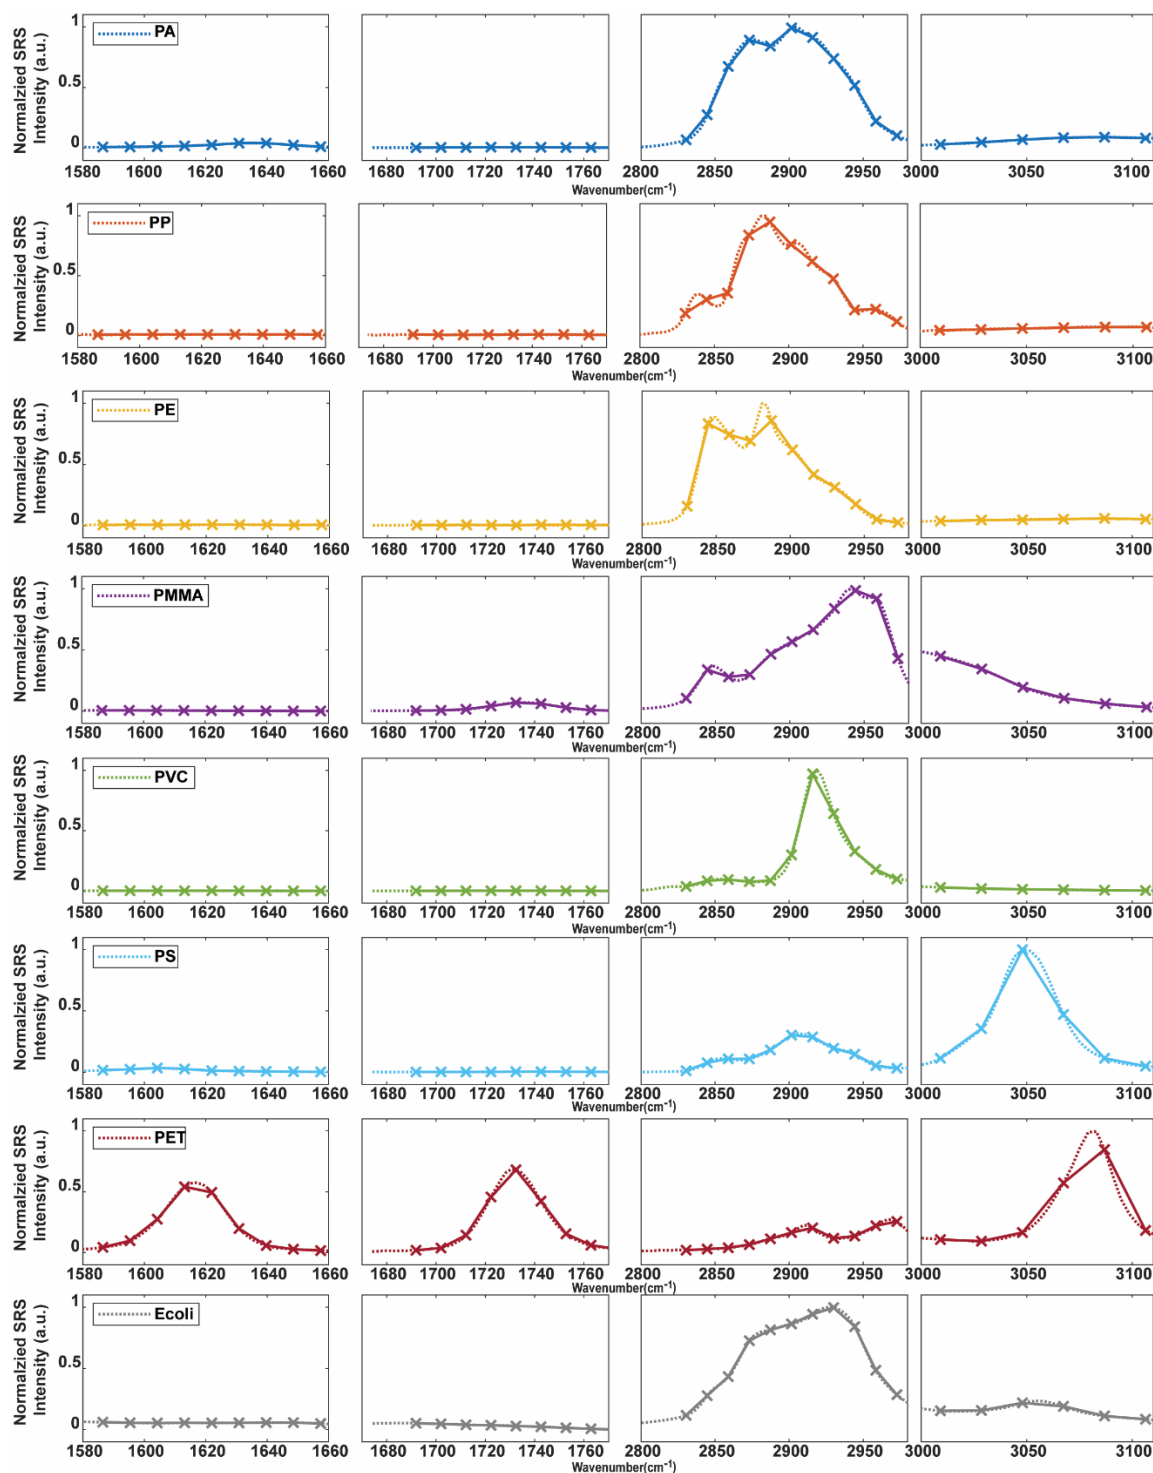 Normalzied SRS
Intensity (a.u.)
1
0.5
0
PA
1580 1600 1620 1640 1660
1680 1700 1720 1740 1760
2800 2850 2900 2950
3000 3050 3100
Wavenumber(cm-1)
Normalzied SRS
Intensity (a.u.)
1
0.5
0
PP
1580 1600 1620 1640 1660
1680 1700 1720 1740 1760
2800 2850 2900 2950
3000 3050 3100
Wavenumber(cm-1)
Normalzied SRS
Intensity (a.u.)
1
0.5
0
PE
1580 1600 1620 1640 1660
1680 1700 1720 1740 1760
2800 2850 2900 2950
3000 3050 3100
Wavenumber(cm-1)
Normalzied SRS
Intensity (a.u.)
1
0.5
0
PMMA
1580 1600 1620 1640 1660
1680 1700 1720 1740 1760
2800 2850 2900 2950
3000 3050 3100
Wavenumber(cm-1)
Normalzied SRS
Intensity (a.u.)
1
0.5
0
PVC
1580 1600 1620 1640 1660
1680 1700 1720 1740 1760
2800 2850 2900 2950
3000 3050 3100
Wavenumber(cm-1)
Normalzied SRS
Intensity (a.u.)
1
0.5
0
PS
1580 1600 1620 1640 1660
1680 1700 1720 1740 1760
2800 2850 2900 2950
3000 3050 3100
Wavenumber(cm-1)
Normalzied SRS
Intensity (a.u.)
1
0.5
0
PET
1580 1600 1620 1640 1660
1680 1700 1720 1740 1760
2800 2850 2900 2950
3000 3050 3100
Wavenumber(cm-1)
Normalzied SRS
Intensity (a.u.)
1
0.5
0
Ecoli
1580 1600 1620 1640 1660
1680 1700 1720 1740 1760
2800 2850 2900 2950
3000 3050 3100
Wavenumber(cm-1)